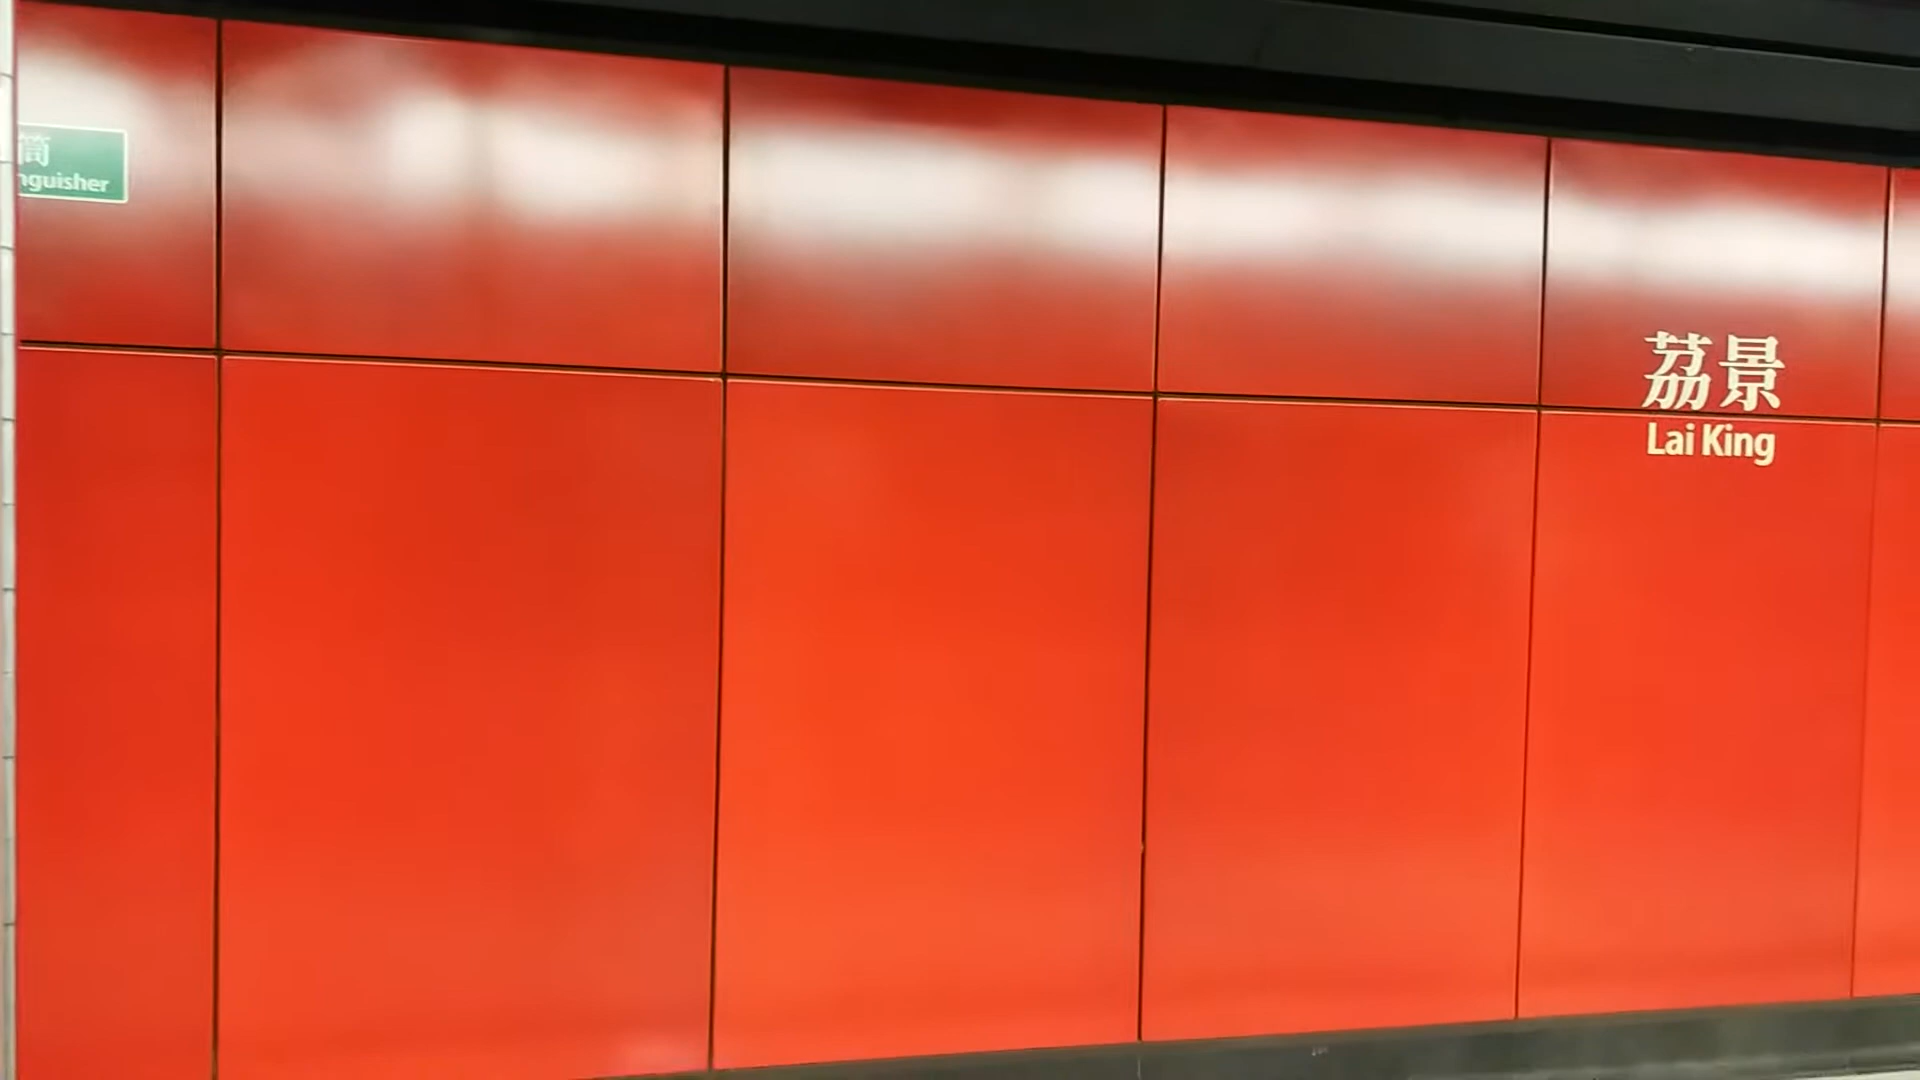 筒
nguisher
荔景
Lai King